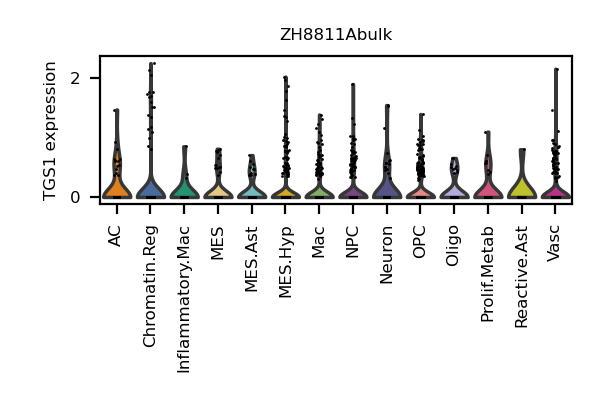 ZH8811Abulk
TGS1 expression
2
0
AC
Chromatin.Reg
Inflammatory.Mac
MES
MES.Ast
MES.Hyp
Mac
NPC
Neuron
OPC
Oligo
Prolif.Metab
Reactive.Ast
Vasc